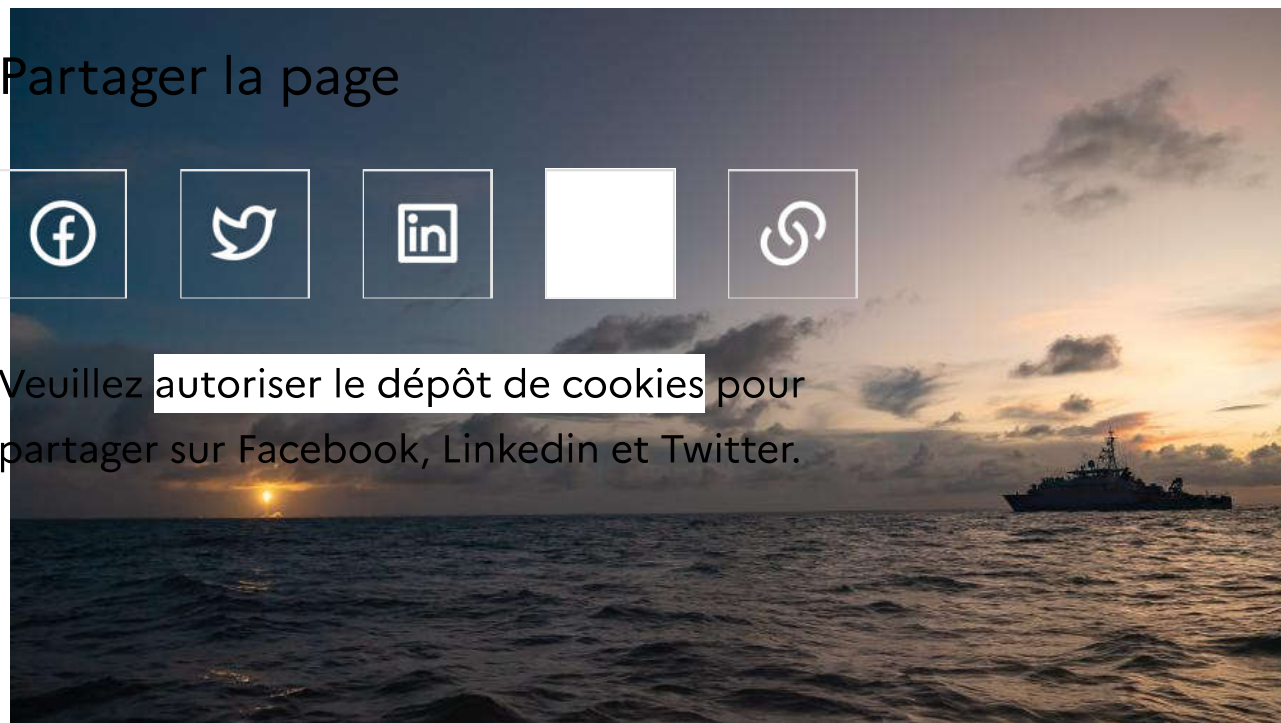 Partager la page
Veuillez autoriser le dépôt de cookies pour
partager sur Facebook, Linkedin et Twitter.